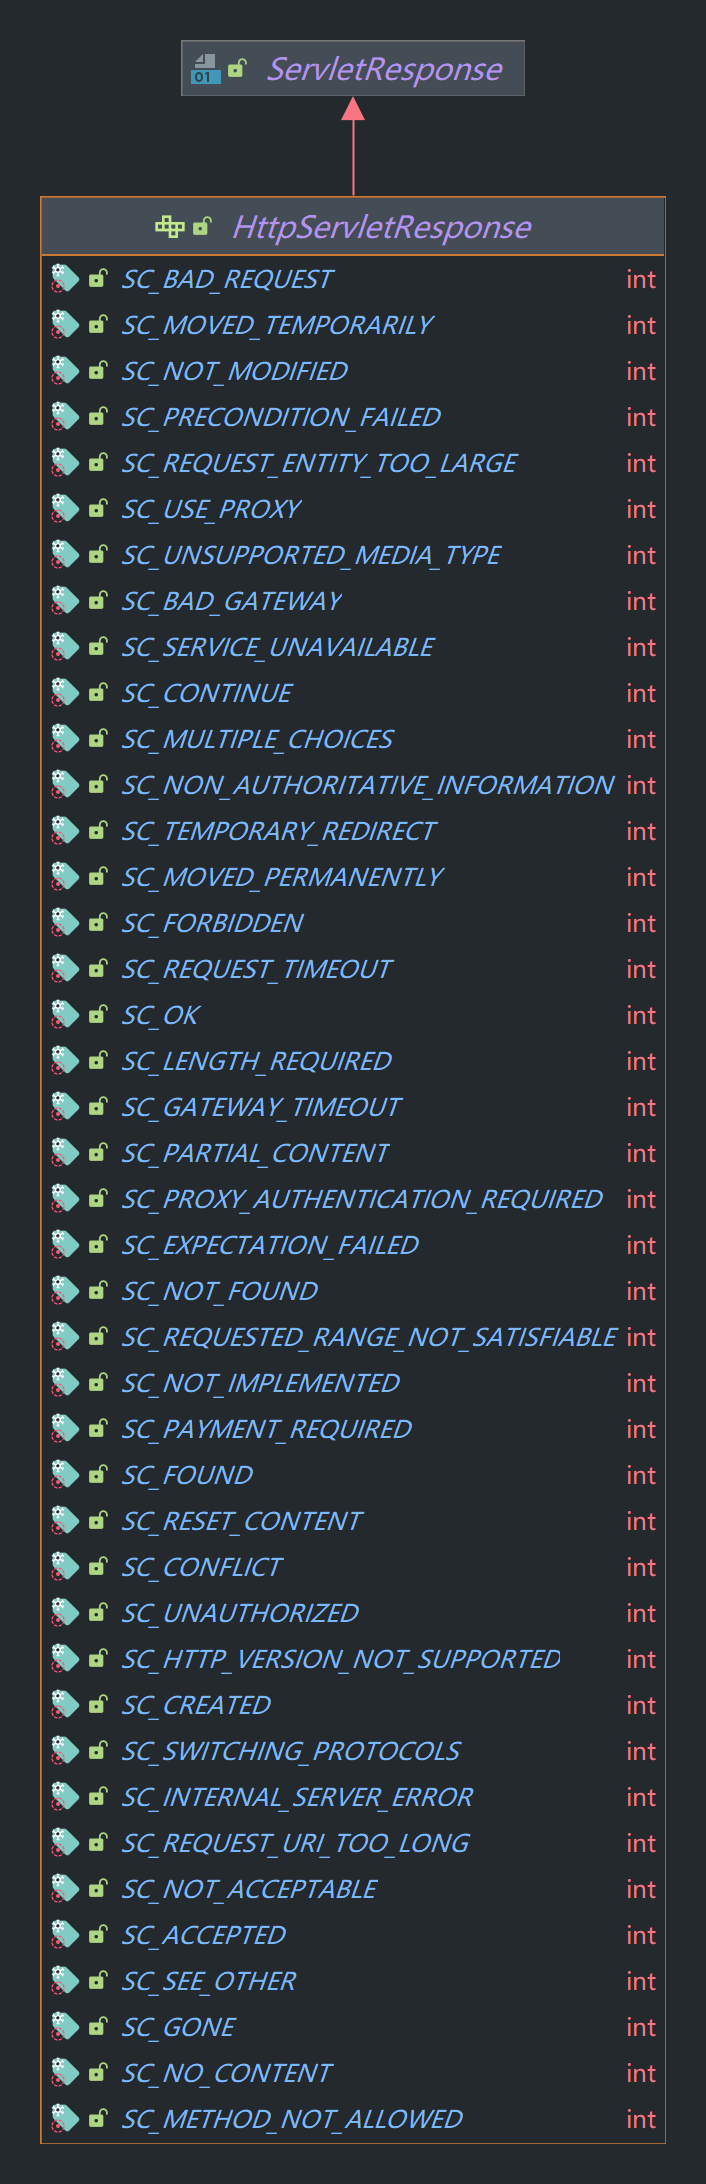 01 ServletResponse
HttpServletResponse
SC_BAD_REQUEST int
SC_MOVED_TEMPORARILY int
SC_NOT_MODIFIED int
SC_PRECONDITION_FAILED int
SC_REQUEST_ENTITY_TOO_LARGE int
SC_USE_PROXY int
SC_UNSUPPORTED_MEDIA_TYPE int
SC_BAD_GATEWAY int
SC_SERVICE_UNAVAILABLE int
SC_CONTINUE int
SC_MULTIPLE_CHOICES int
SC_NON_AUTHORITATIVE_INFORMATION int
SC_TEMPORARY_REDIRECT int
SC_MOVED_PERMANENTLY int
SC_FORBIDDEN int
SC_REQUEST_TIMEOUT int
SC_OK int
SC_LENGTH_REQUIRED int
SC_GATEWAY_TIMEOUT int
SC_PARTIAL_CONTENT int
SC_PROXY_AUTHENTICATION_REQUIRED int
SC_EXPECTATION_FAILED int
SC_NOT_FOUND int
SC_REQUESTED_RANGE_NOT_SATISFIABLE int
SC_NOT_IMPLEMENTED int
SC_PAYMENT_REQUIRED int
SC_FOUND int
SC_RESET_CONTENT int
SC_CONFLICT int
SC_UNAUTHORIZED int
SC_HTTP_VERSION_NOT_SUPPORTED int
SC_CREATED int
SC_SWITCHING_PROTOCOLS int
SC_INTERNAL_SERVER_ERROR int
SC_REQUEST_URI_TOO_LONG int
SC_NOT_ACCEPTABLE int
SC_ACCEPTED int
SC_SEE_OTHER int
SC_GONE int
SC_NO_CONTENT int
SC_METHOD_NOT_ALLOWED int